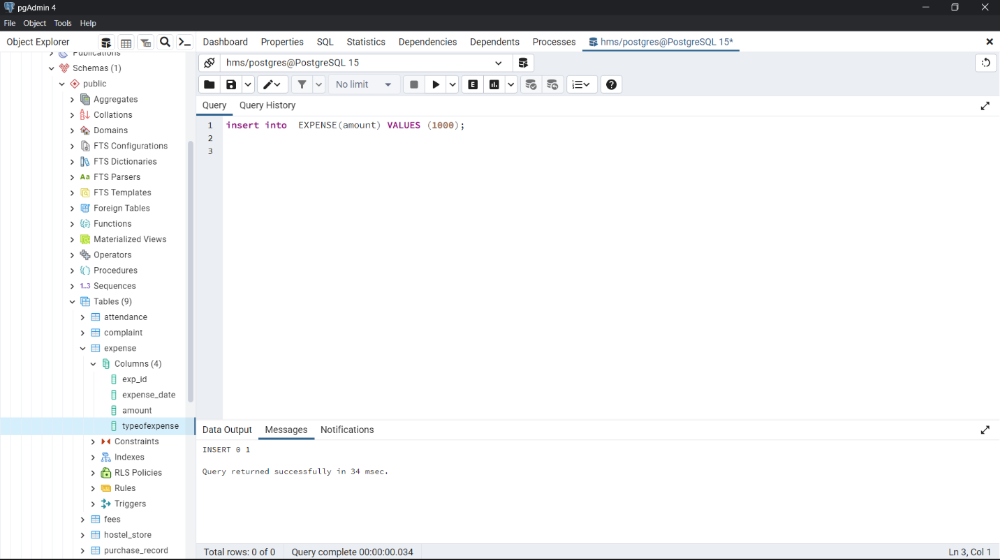 pgAdmin 4
File Object Tools Help
Object Explorer
Dashboard Properties SQL Statistics Dependencies Dependents Processes hms/postgres@PostgreSQL 15*
Publications
Schemas (1)
public
Aggregates
Collations
Domains
FTS Configurations
FTS Dictionaries
Aa FTS Parsers
FTS Templates
Foreign Tables
Functions
Materialized Views
Operators
Procedures
1..3 Sequences
Tables (9)
attendance
complaint
expense
Columns (4)
exp_id
expense_date
amount
typeofexpense
Constraints
Indexes
RLS Policies
Rules
Triggers
fees
hostel_store
purchase_record
hms/postgres@PostgreSQL 15
No limit E
Query Query History
1 insert into  EXPENSE(amount) VALUES (1000);
2
3
Data Output Messages Notifications
INSERT 0 1
Query returned successfully in 34 msec.
Total rows: 0 of 0 Query complete 00:00:00.034 Ln 3, Col 1